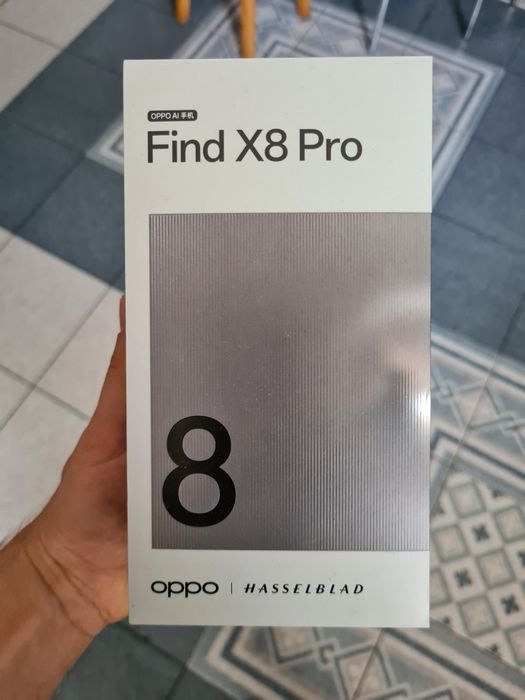 OPPO AI 手机
Find X8 Pro
8
oppo | HASSELBLAD